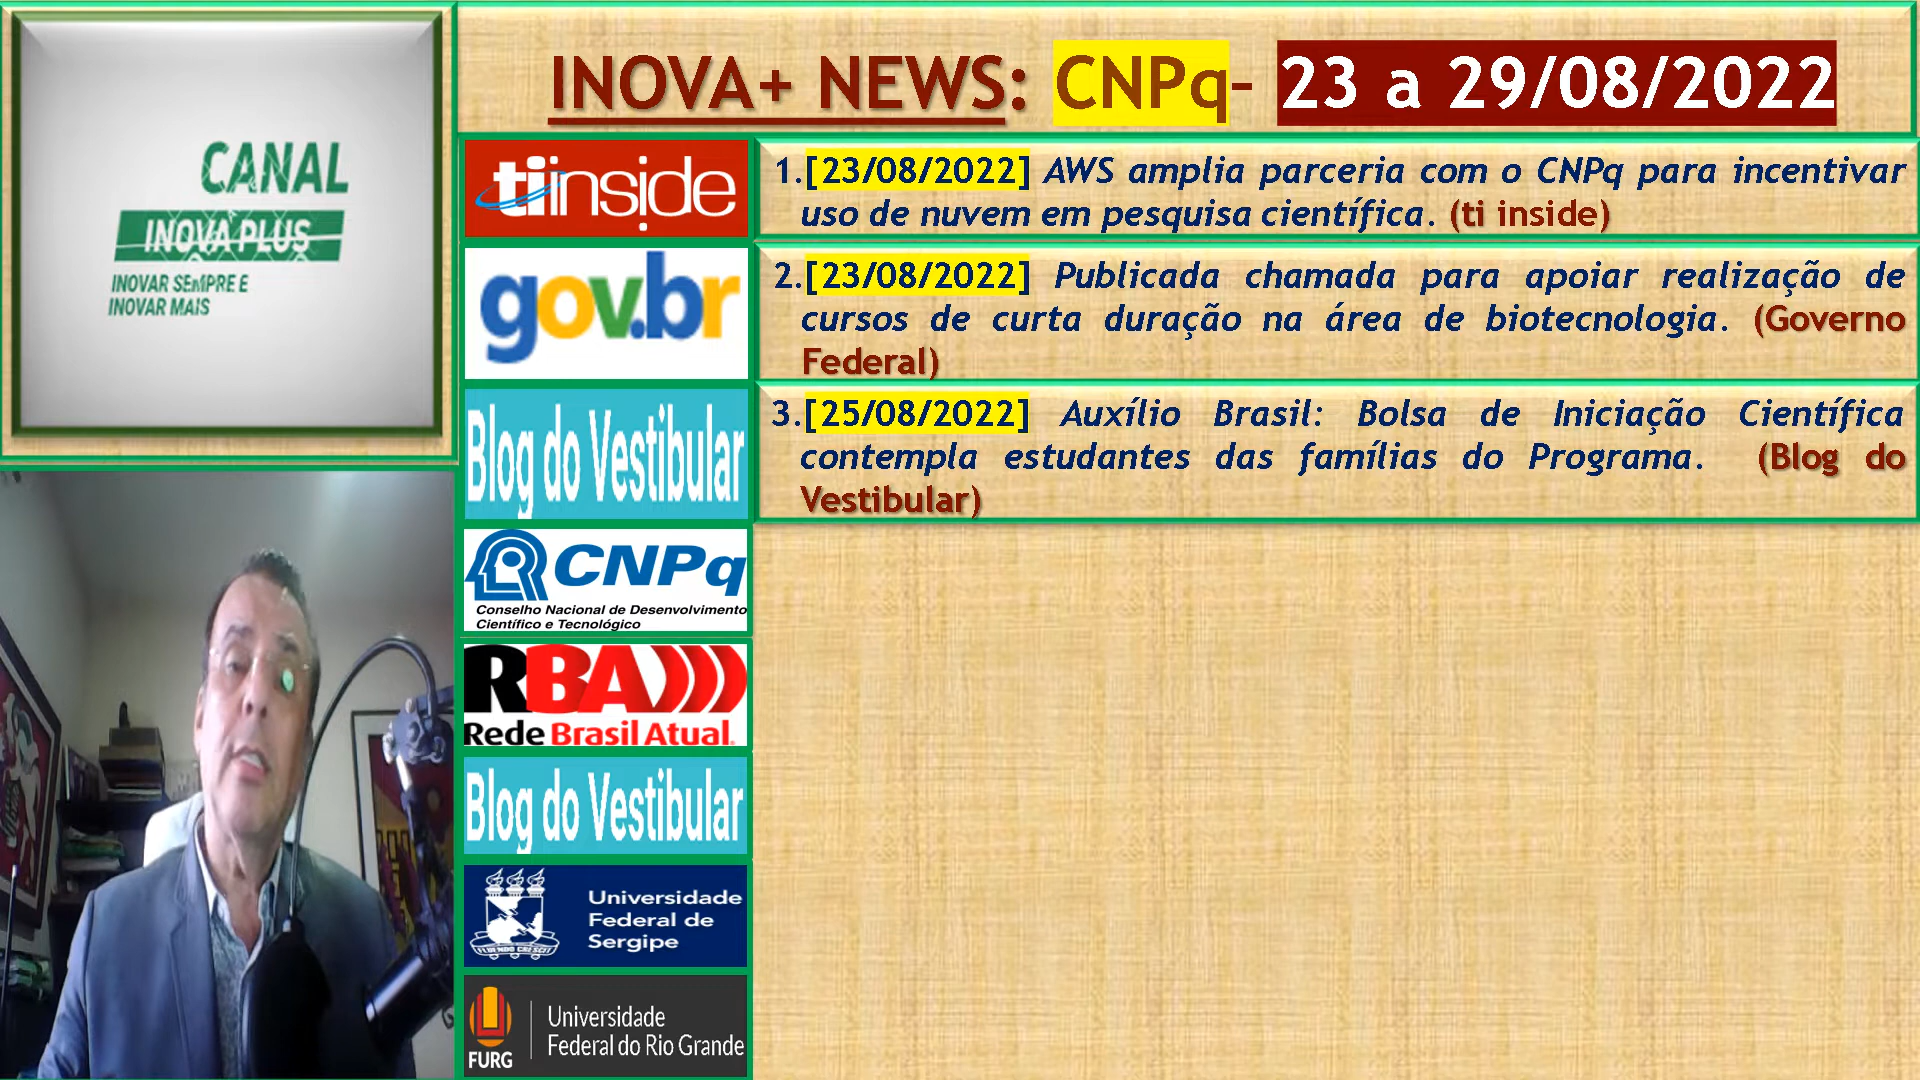 CANAL
INOVA PLUS
INOVAR SEMPRE E
INOVAR MAIS
INOVA+ NEWS: CNPq– 23 a 29/08/2022
tiinside
1.[23/08/2022] AWS amplia parceria com o CNPq para incentivar
uso de nuvem em pesquisa científica. (ti inside)
gov.br
2.[23/08/2022] Publicada chamada para apoiar realização de
cursos de curta duração na área de biotecnologia. (Governo
Federal)
Blog do Vestibular
3.[25/08/2022] Auxílio Brasil: Bolsa de Iniciação Científica
contempla estudantes das famílias do Programa. (Blog do
Vestibular)
CNPq
Conselho Nacional de Desenvolvimento
Científico e Tecnológico
RBA
Rede Brasil Atual
Blog do Vestibular
Universidade
Federal de
Sergipe
Universidade
Federal do Rio Grande
FURG